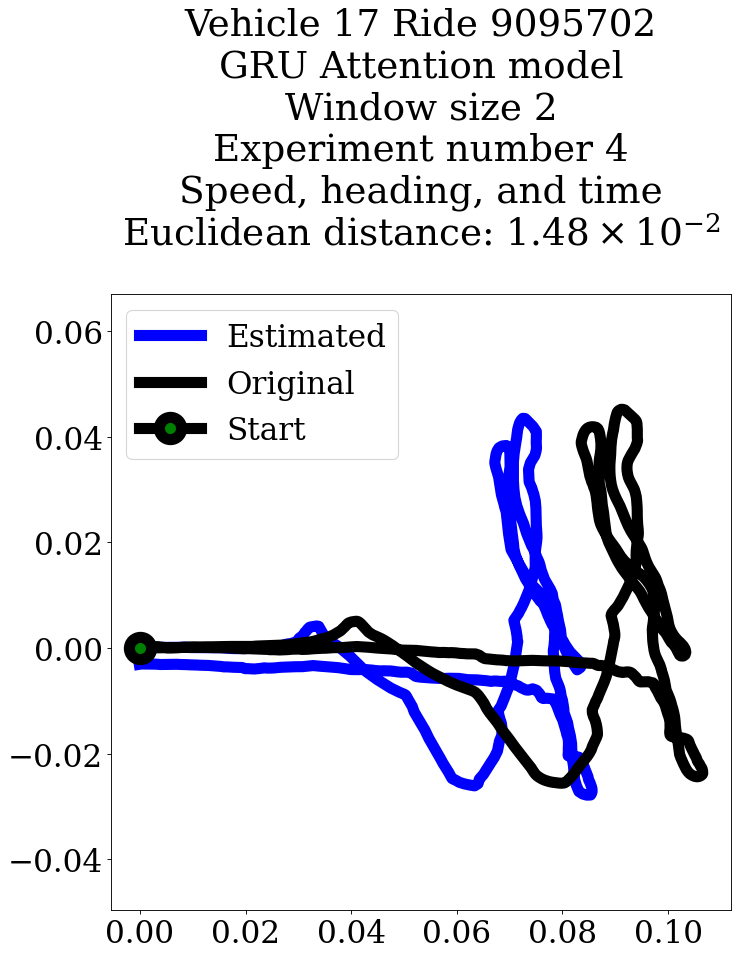 Vehicle 17 Ride 9095702
GRU Attention model
Window size 2
Experiment number 4
Speed, heading, and time
Euclidean distance: $1.48 \times 10^{-2}$
Estimated
Original
Start
0.06
0.04
0.02
0.00
−0.02
−0.04
0.00 0.02 0.04 0.06 0.08 0.10